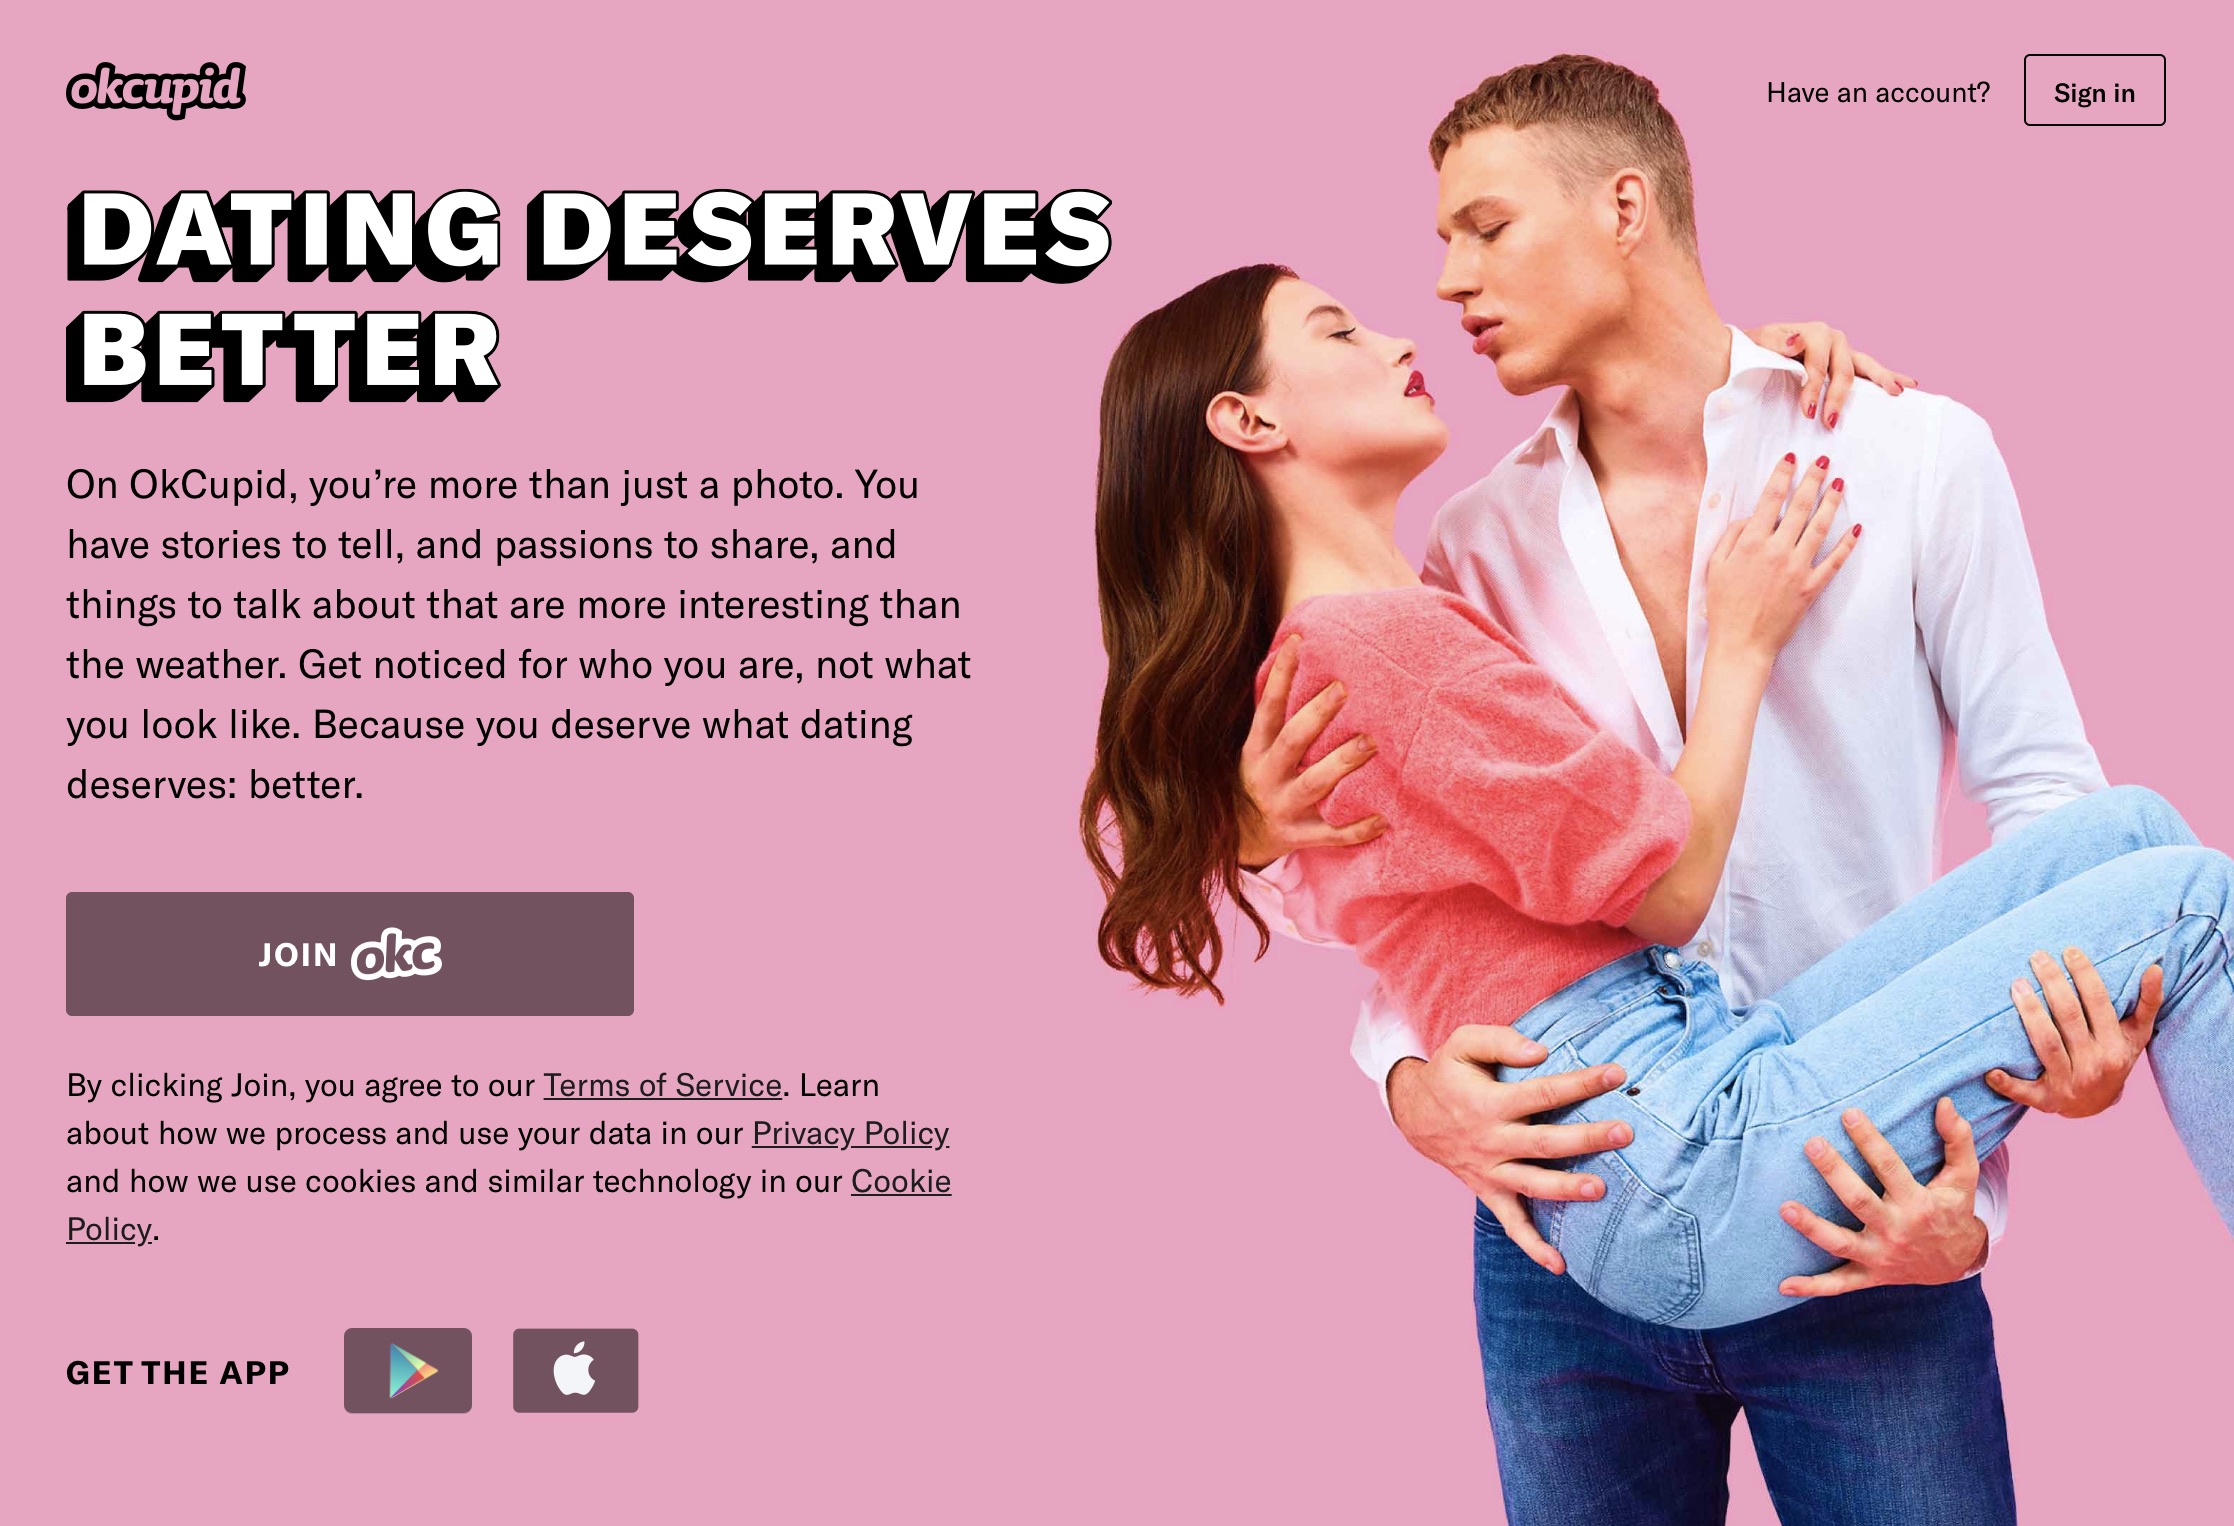 okcupid
Have an account?
Sign in
DATING DESERVES
BETTER
On OkCupid, you’re more than just a photo. You
have stories to tell, and passions to share, and
things to talk about that are more interesting than
the weather. Get noticed for who you are, not what
you look like. Because you deserve what dating
deserves: better.
JOIN okc
By clicking Join, you agree to our Terms of Service. Learn
about how we process and use your data in our Privacy Policy
and how we use cookies and similar technology in our Cookie
Policy.
GET THE APP